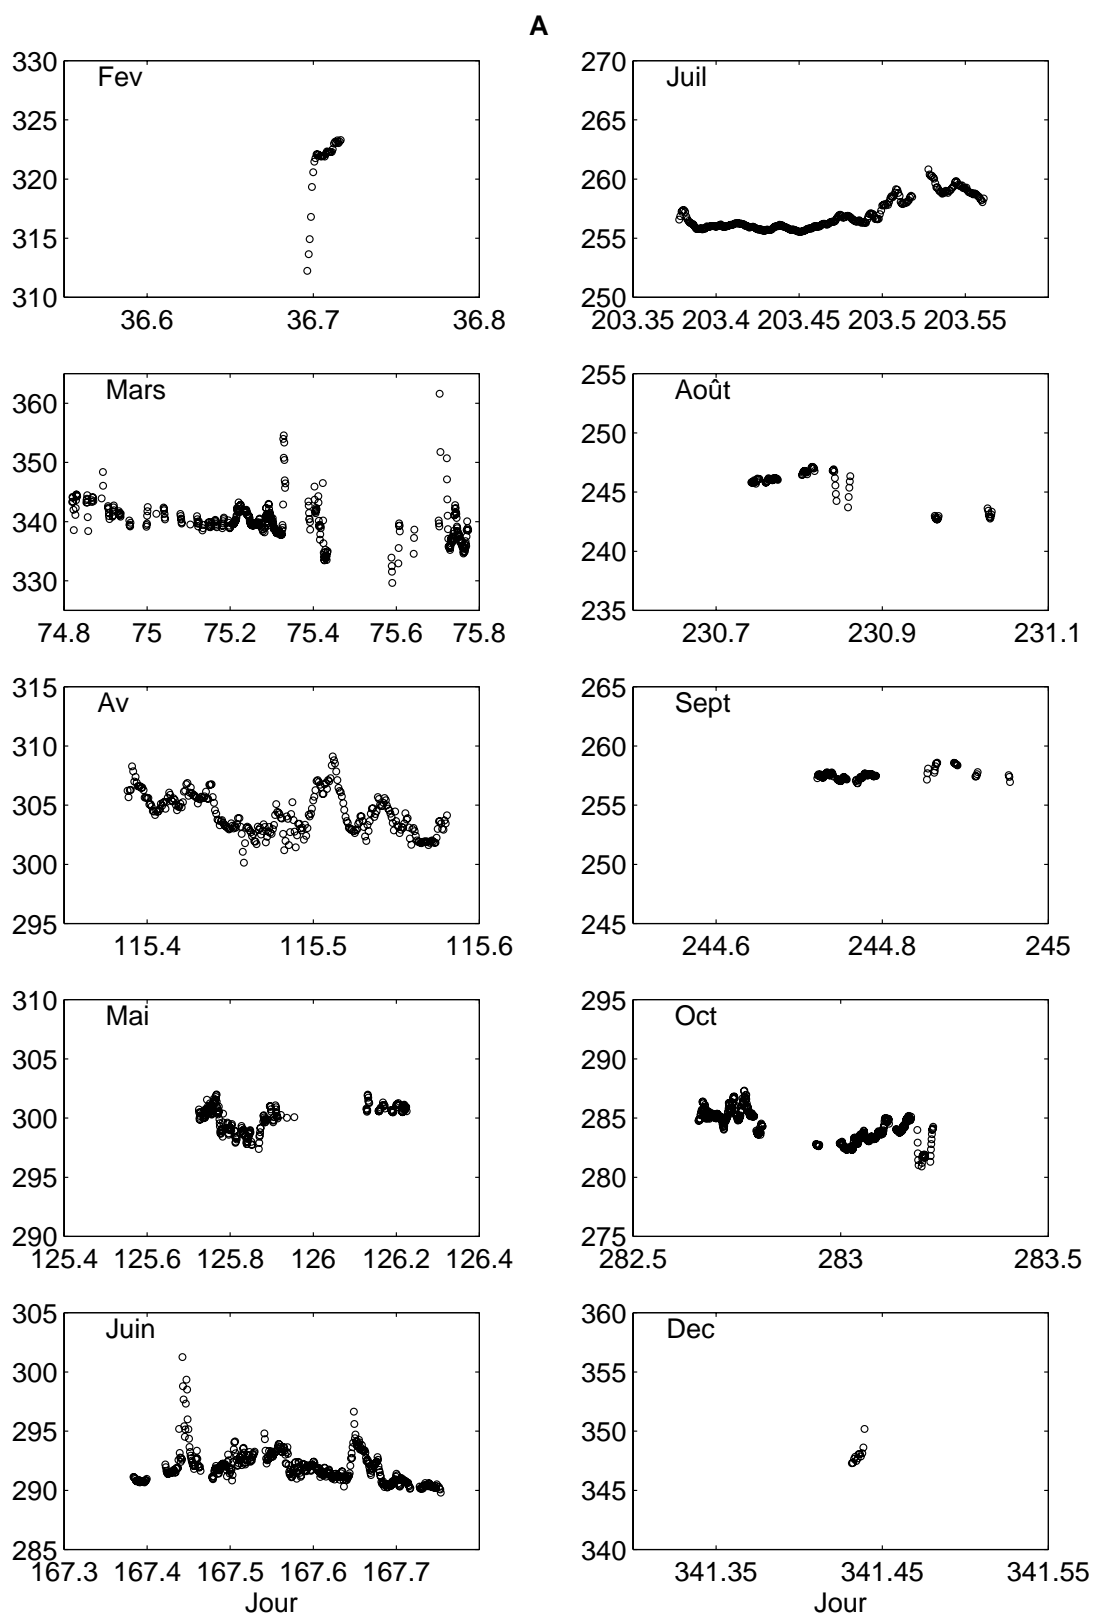 A
Fev
330
325
320
315
310
36.6 36.7 36.8
Juil
270
265
260
255
250
203.35 203.4 203.45 203.5 203.55
Mars
360
350
340
330
74.8 75 75.2 75.4 75.6 75.8
Août
255
250
245
240
235
230.7 230.9 231.1
Av
315
310
305
300
295
115.4 115.5 115.6
Sept
265
260
255
250
245
244.6 244.8 245
Mai
310
305
300
295
290
125.4 125.6 125.8 126 126.2 126.4
Oct
295
290
285
280
275
282.5 283 283.5
Juin
305
300
295
290
285
167.3 167.4 167.5 167.6 167.7
Jour
Dec
360
355
350
345
340
341.35 341.45 341.55
Jour